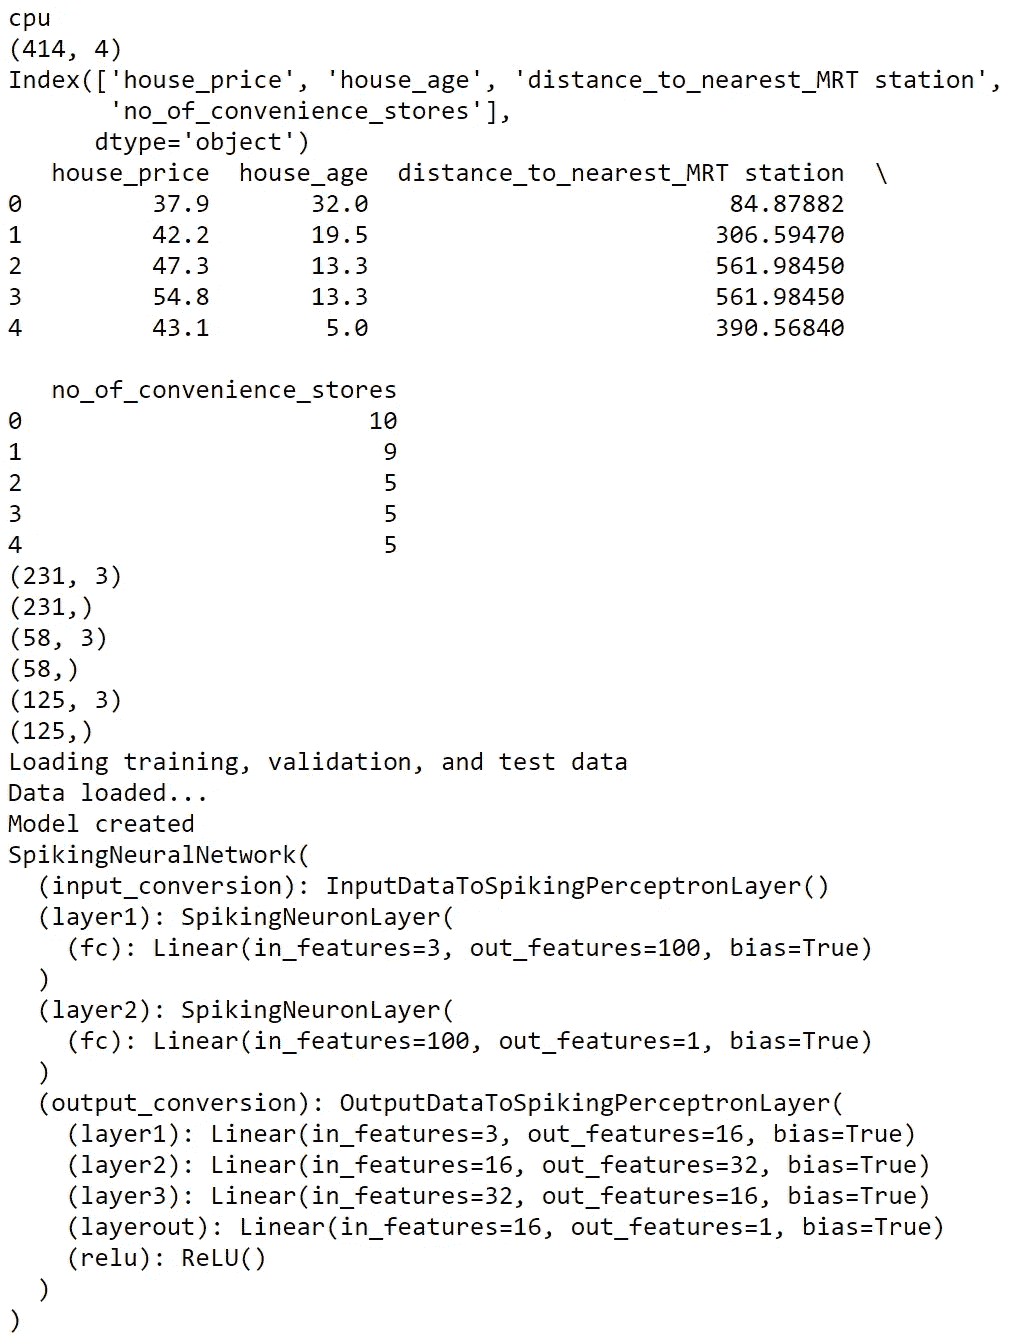 cpu
(414, 4)
Index(['house_price', 'house_age', 'distance_to_nearest_MRT station',
       'no_of_convenience_stores'],
      dtype='object')
   house_price  house_age  distance_to_nearest_MRT station  \
0         37.9       32.0                         84.87882
1         42.2       19.5                        306.59470
2         47.3       13.3                        561.98450
3         54.8       13.3                        561.98450
4         43.1        5.0                        390.56840

   no_of_convenience_stores
0                        10
1                         9
2                         5
3                         5
4                         5
(231, 3)
(231,)
(58, 3)
(58,)
(125, 3)
(125,)
Loading training, validation, and test data
Data loaded...
Model created
SpikingNeuralNetwork(
  (input_conversion): InputDataToSpikingPerceptronLayer()
  (layer1): SpikingNeuronLayer(
    (fc): Linear(in_features=3, out_features=100, bias=True)
  )
  (layer2): SpikingNeuronLayer(
    (fc): Linear(in_features=100, out_features=1, bias=True)
  )
  (output_conversion): OutputDataToSpikingPerceptronLayer(
    (layer1): Linear(in_features=3, out_features=16, bias=True)
    (layer2): Linear(in_features=16, out_features=32, bias=True)
    (layer3): Linear(in_features=32, out_features=16, bias=True)
    (layerout): Linear(in_features=16, out_features=1, bias=True)
    (relu): ReLU()
  )
)